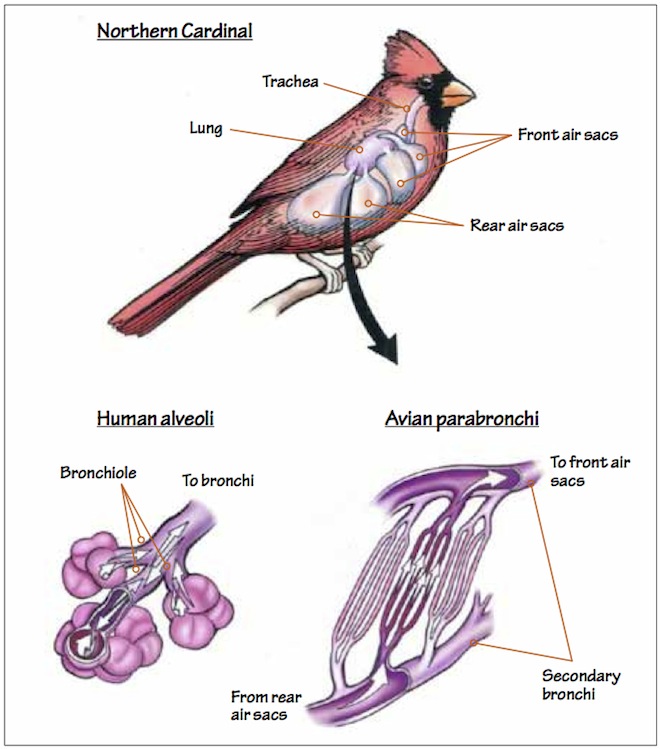 Northern Cardinal
Trachea
Lung
Front air sacs
Rear air sacs
Human alveoli
Avian parabronchi
Bronchiole
To bronchi
To front air
sacs
From rear
air sacs
Secondary
bronchi